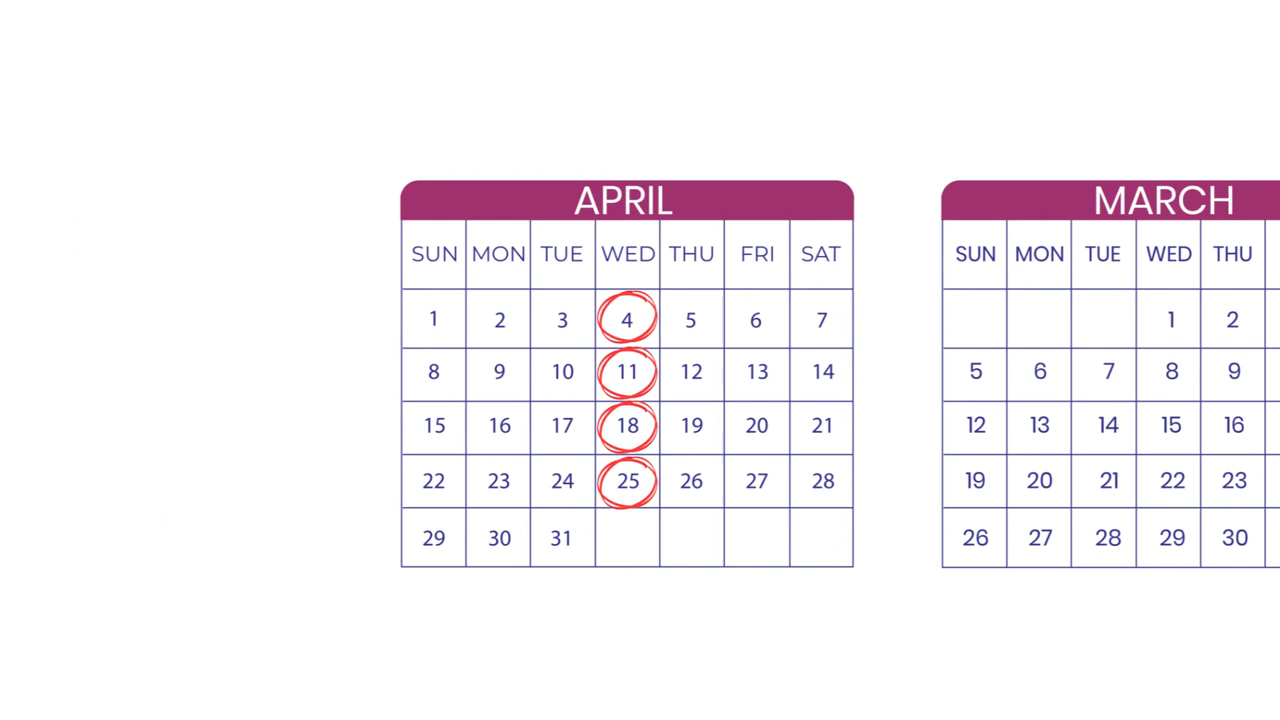 APRIL
SUN MON TUE WED THU FRI SAT
1 2 3 4 5 6 7
8 9 10 11 12 13 14
15 16 17 18 19 20 21
22 23 24 25 26 27 28
29 30 31
MARCH
SUN MON TUE WED THU
1 2
5 6 7 8 9
12 13 14 15 16
19 20 21 22 23
26 27 28 29 30